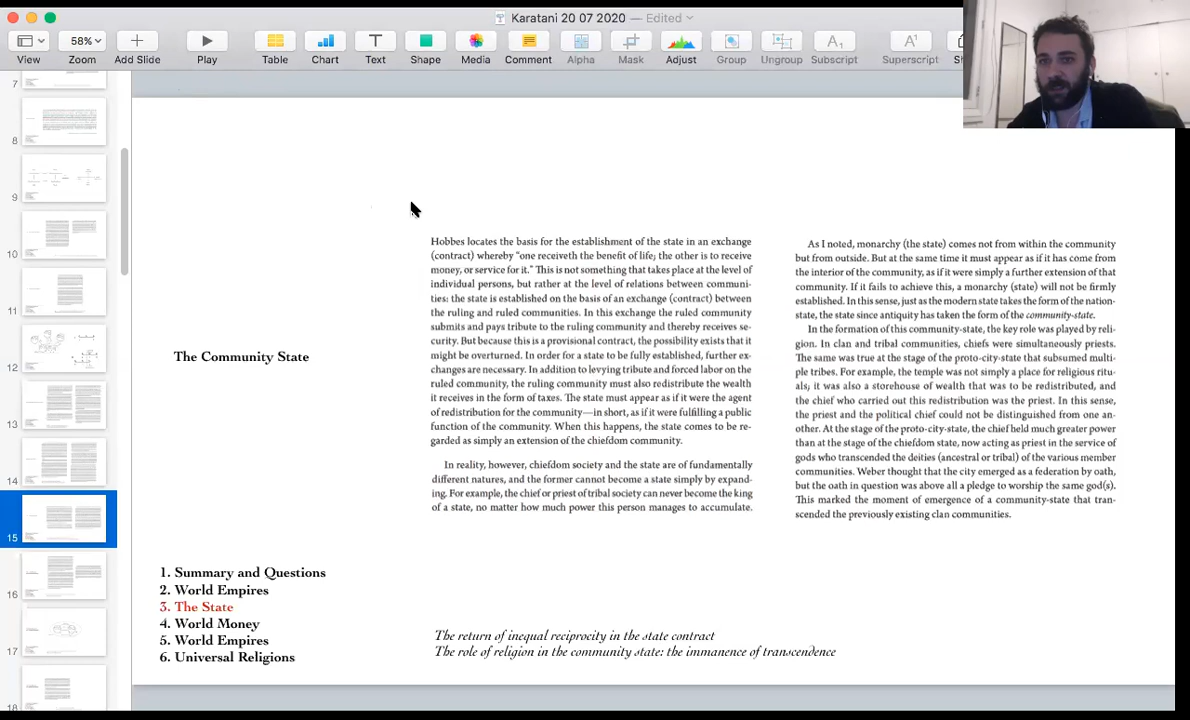 Karatani 20 07 2020 — Edited
58%
View
Zoom
Add Slide
Play
Table
Chart
Text
Shape
Media
Comment
Alpha
Mask
Adjust
Group
Ungroup
Subscript
Superscript
7
8
9
10
11
12
13
14
15
16
17
18
The Community State
Hobbes locates the basis for the establishment of the state in an exchange
(contract) whereby “one receiveth the benefit of life; the other is to receive
money, or service for it.” This is not something that takes place at the level of
individual persons, but rather at the level of relations between communi-
ties: the state is established on the basis of an exchange (contract) between
the ruling and ruled communities. In this exchange the ruled community
submits and pays tribute to the ruling community and thereby receives se-
curity. But because this is a provisional contract, the possibility exists that it
might be overturned. In order for a state to be fully established, further ex-
changes are necessary. In addition to levying tribute and forced labor on the
ruled community, the ruling community must also redistribute the wealth
it receives in the form of taxes. The state must appear as if it were the agent
of redistribution for the community—in short, as if it were fulfilling a public
function of the community. When this happens, the state comes to be re-
garded as simply an extension of the chiefdom community.
In reality, however, chiefdom society and the state are of fundamentally
different natures, and the former cannot become a state simply by expand-
ing. For example, the chief or priest of tribal society can never become the king
of a state, no matter how much power this person manages to accumulate.
As I noted, monarchy (the state) comes not from within the community
but from outside. But at the same time it must appear as if it has come from
the interior of the community, as if it were simply a further extension of that
community. If it fails to achieve this, a monarchy (state) will not be firmly
established. In this sense, just as the modern state takes the form of the nation-
state, the state since antiquity has taken the form of the community-state.
In the formation of this community-state, the key role was played by reli-
gion. In clan and tribal communities, chiefs were simultaneously priests.
The same was true at the stage of the proto-city-state that subsumed multi-
ple tribes. For example, the temple was not simply a place for religious ritu-
als; it was also a storehouse of wealth that was to be redistributed, and
the chief who carried out this redistribution was the priest. In this sense,
the priest and the political chief could not be distinguished from one an-
other. At the stage of the proto-city-state, the chief held much greater power
than at the stage of the chiefdom state, now acting as priest in the service of
gods who transcended the deities (ancestral or tribal) of the various member
communities. Weber thought that the city emerged as a federation by oath,
but the oath in question was above all a pledge to worship the same god(s).
This marked the moment of emergence of a community-state that tran-
scended the previously existing clan communities.
1. Summary and Questions
2. World Empires
3. The State
4. World Money
5. World Empires
6. Universal Religions
The return of inequal reciprocity in the state contract
The role of religion in the community state: the immanence of transcendence